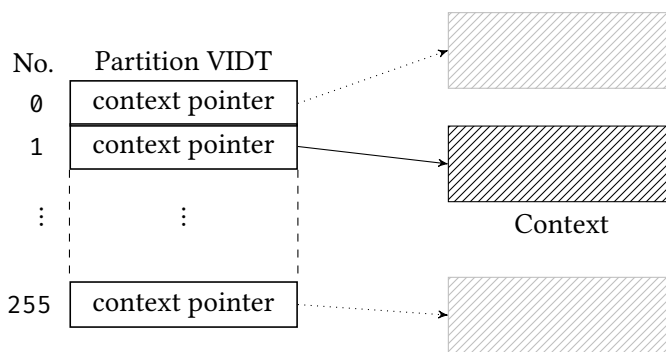 No. Partition VIDT
0 context pointer
1 context pointer
⋮ ⋮
255 context pointer
Context